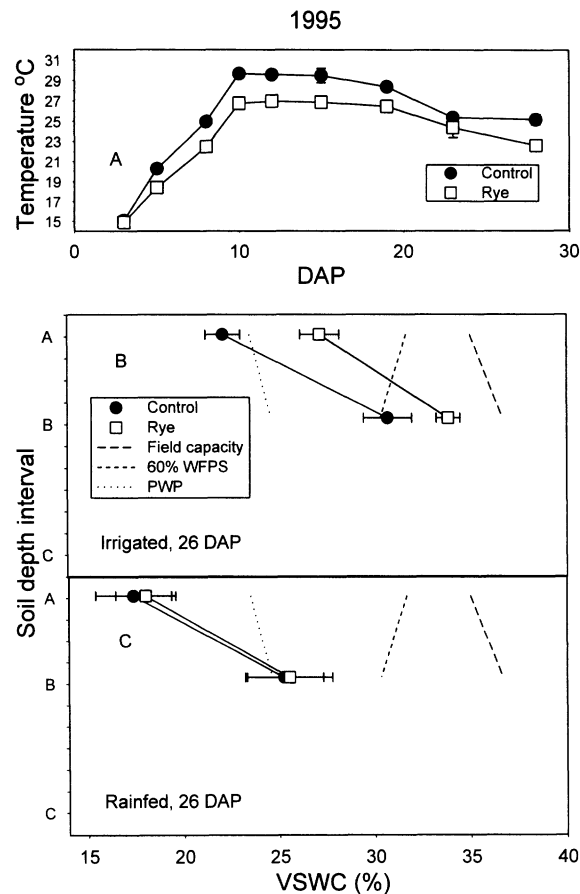 1995
Temperature °C
31
29
27
25
23
21
19
17
15
A
Control
Rye
0
10
20
30
DAP
Soil depth interval
A
B
C
B
Control
Rye
Field capacity
60% WFPS
PWP
Irrigated, 26 DAP
A
B
C
C
Rainfed, 26 DAP
15
20
25
30
35
40
VSWC (%)